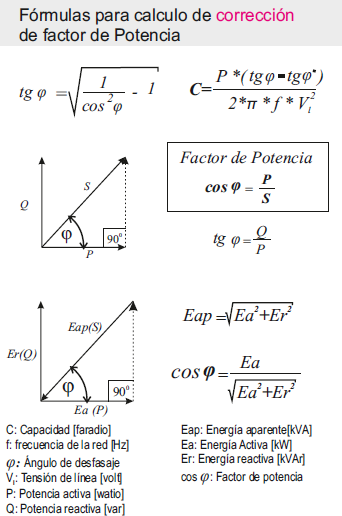 Fórmulas para calculo de corrección
de factor de Potencia
tg φ =√(1/cos²φ - 1)
C= P *(tgφ-tgφ*) / 2*π *f* V₁²
Factor de Potencia
cos φ = P/S
tg φ= Q/P
Q
S
φ
90°
P
Er(Q)
Eap(S)
φ
90°
Ea (P)
Eap =√(Ea²+Er²)
cos φ= Ea / √(Ea²+Er²)
C: Capacidad [faradio]
f: frecuencia de la red [Hz]
φ: Ángulo de desfasaje
V₁: Tensión de línea [volt]
P: Potencia activa [watio]
Q: Potencia reactiva [var]
Eap: Energía aparente[kVA]
Ea: Energía Activa [kW]
Er: Energía reactiva [kVAr]
cos φ: Factor de potencia